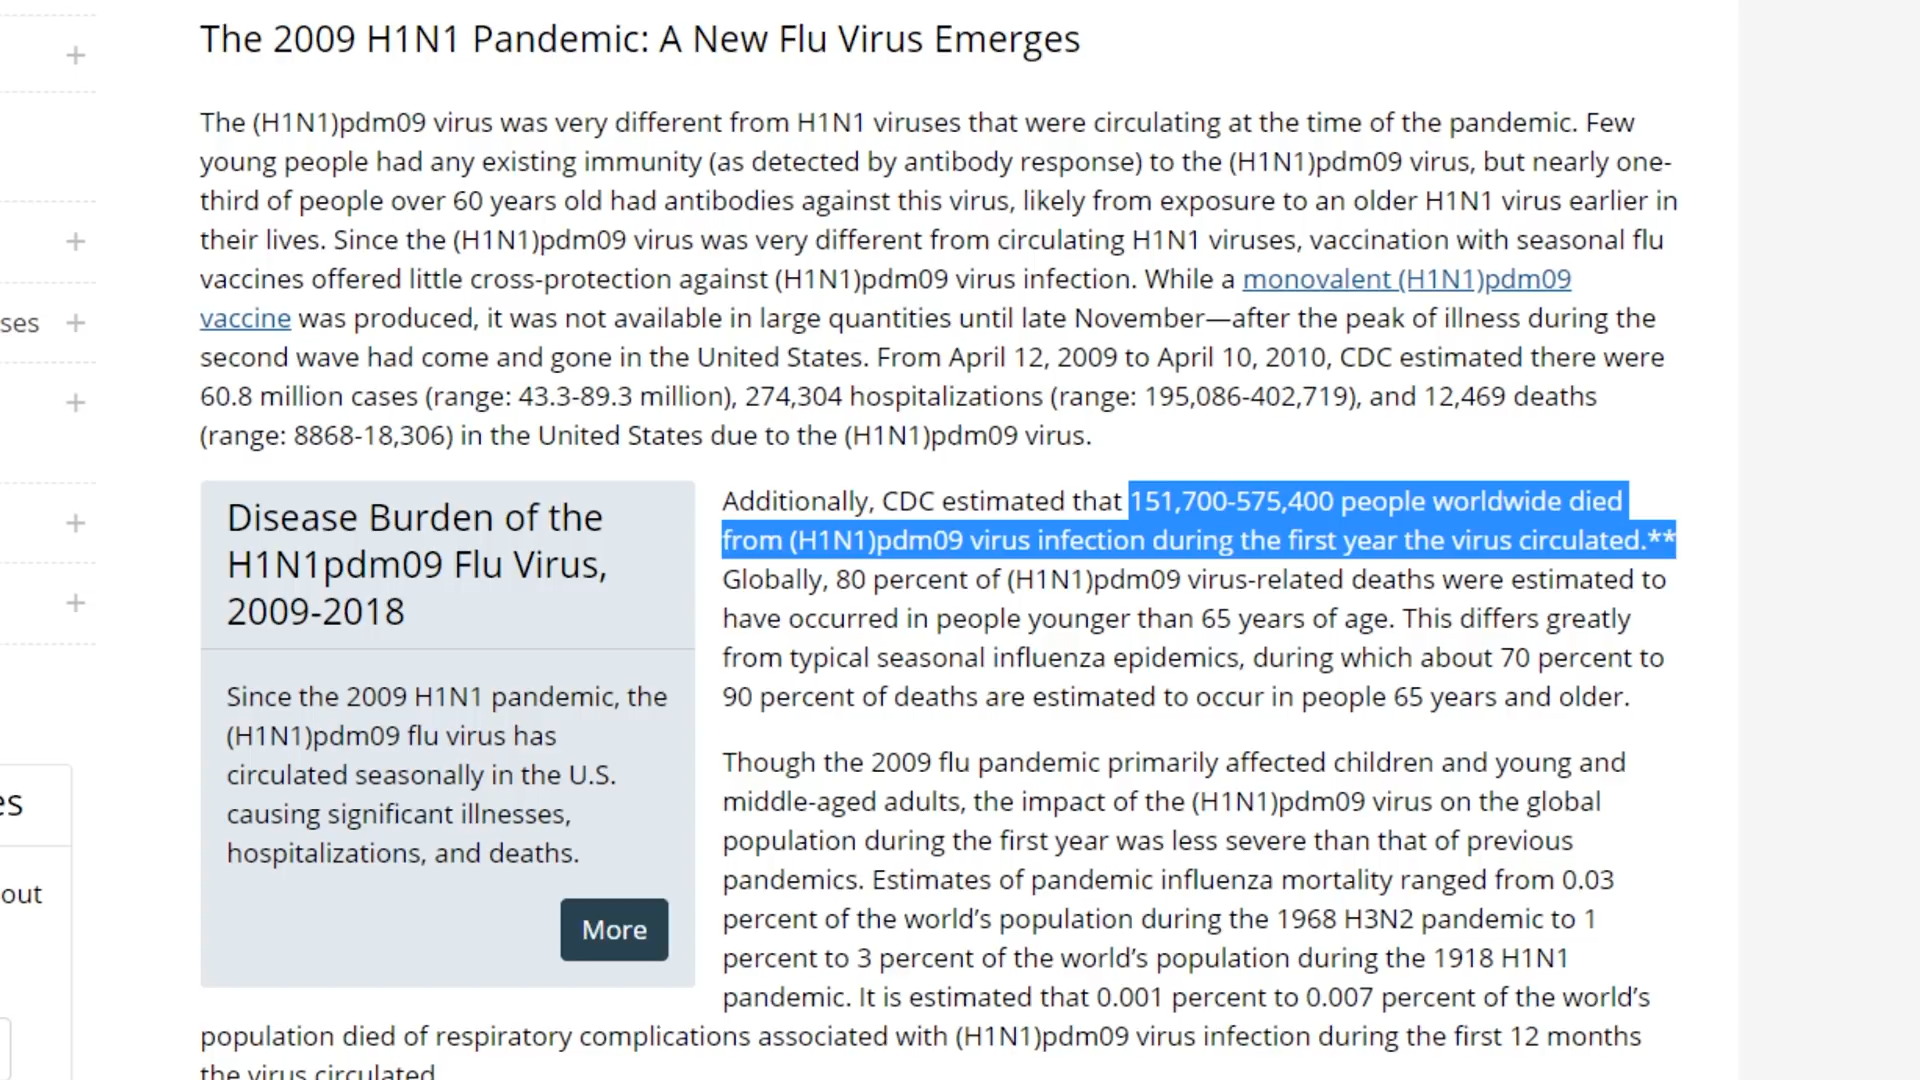 The 2009 H1N1 Pandemic: A New Flu Virus Emerges
The (H1N1)pdm09 virus was very different from H1N1 viruses that were circulating at the time of the pandemic. Few
young people had any existing immunity (as detected by antibody response) to the (H1N1)pdm09 virus, but nearly one-
third of people over 60 years old had antibodies against this virus, likely from exposure to an older H1N1 virus earlier in
their lives. Since the (H1N1)pdm09 virus was very different from circulating H1N1 viruses, vaccination with seasonal flu
vaccines offered little cross-protection against (H1N1)pdm09 virus infection. While a monovalent (H1N1)pdm09
vaccine was produced, it was not available in large quantities until late November—after the peak of illness during the
second wave had come and gone in the United States. From April 12, 2009 to April 10, 2010, CDC estimated there were
60.8 million cases (range: 43.3-89.3 million), 274,304 hospitalizations (range: 195,086-402,719), and 12,469 deaths
(range: 8868-18,306) in the United States due to the (H1N1)pdm09 virus.
Disease Burden of the
H1N1pdm09 Flu Virus,
2009-2018
Since the 2009 H1N1 pandemic, the
(H1N1)pdm09 flu virus has
circulated seasonally in the U.S.
causing significant illnesses,
hospitalizations, and deaths.
More
Additionally, CDC estimated that 151,700-575,400 people worldwide died
from (H1N1)pdm09 virus infection during the first year the virus circulated.**
Globally, 80 percent of (H1N1)pdm09 virus-related deaths were estimated to
have occurred in people younger than 65 years of age. This differs greatly
from typical seasonal influenza epidemics, during which about 70 percent to
90 percent of deaths are estimated to occur in people 65 years and older.
Though the 2009 flu pandemic primarily affected children and young and
middle-aged adults, the impact of the (H1N1)pdm09 virus on the global
population during the first year was less severe than that of previous
pandemics. Estimates of pandemic influenza mortality ranged from 0.03
percent of the world's population during the 1968 H3N2 pandemic to 1
percent to 3 percent of the world's population during the 1918 H1N1
pandemic. It is estimated that 0.001 percent to 0.007 percent of the world's
population died of respiratory complications associated with (H1N1)pdm09 virus infection during the first 12 months
the virus circulated.
ses
es
out